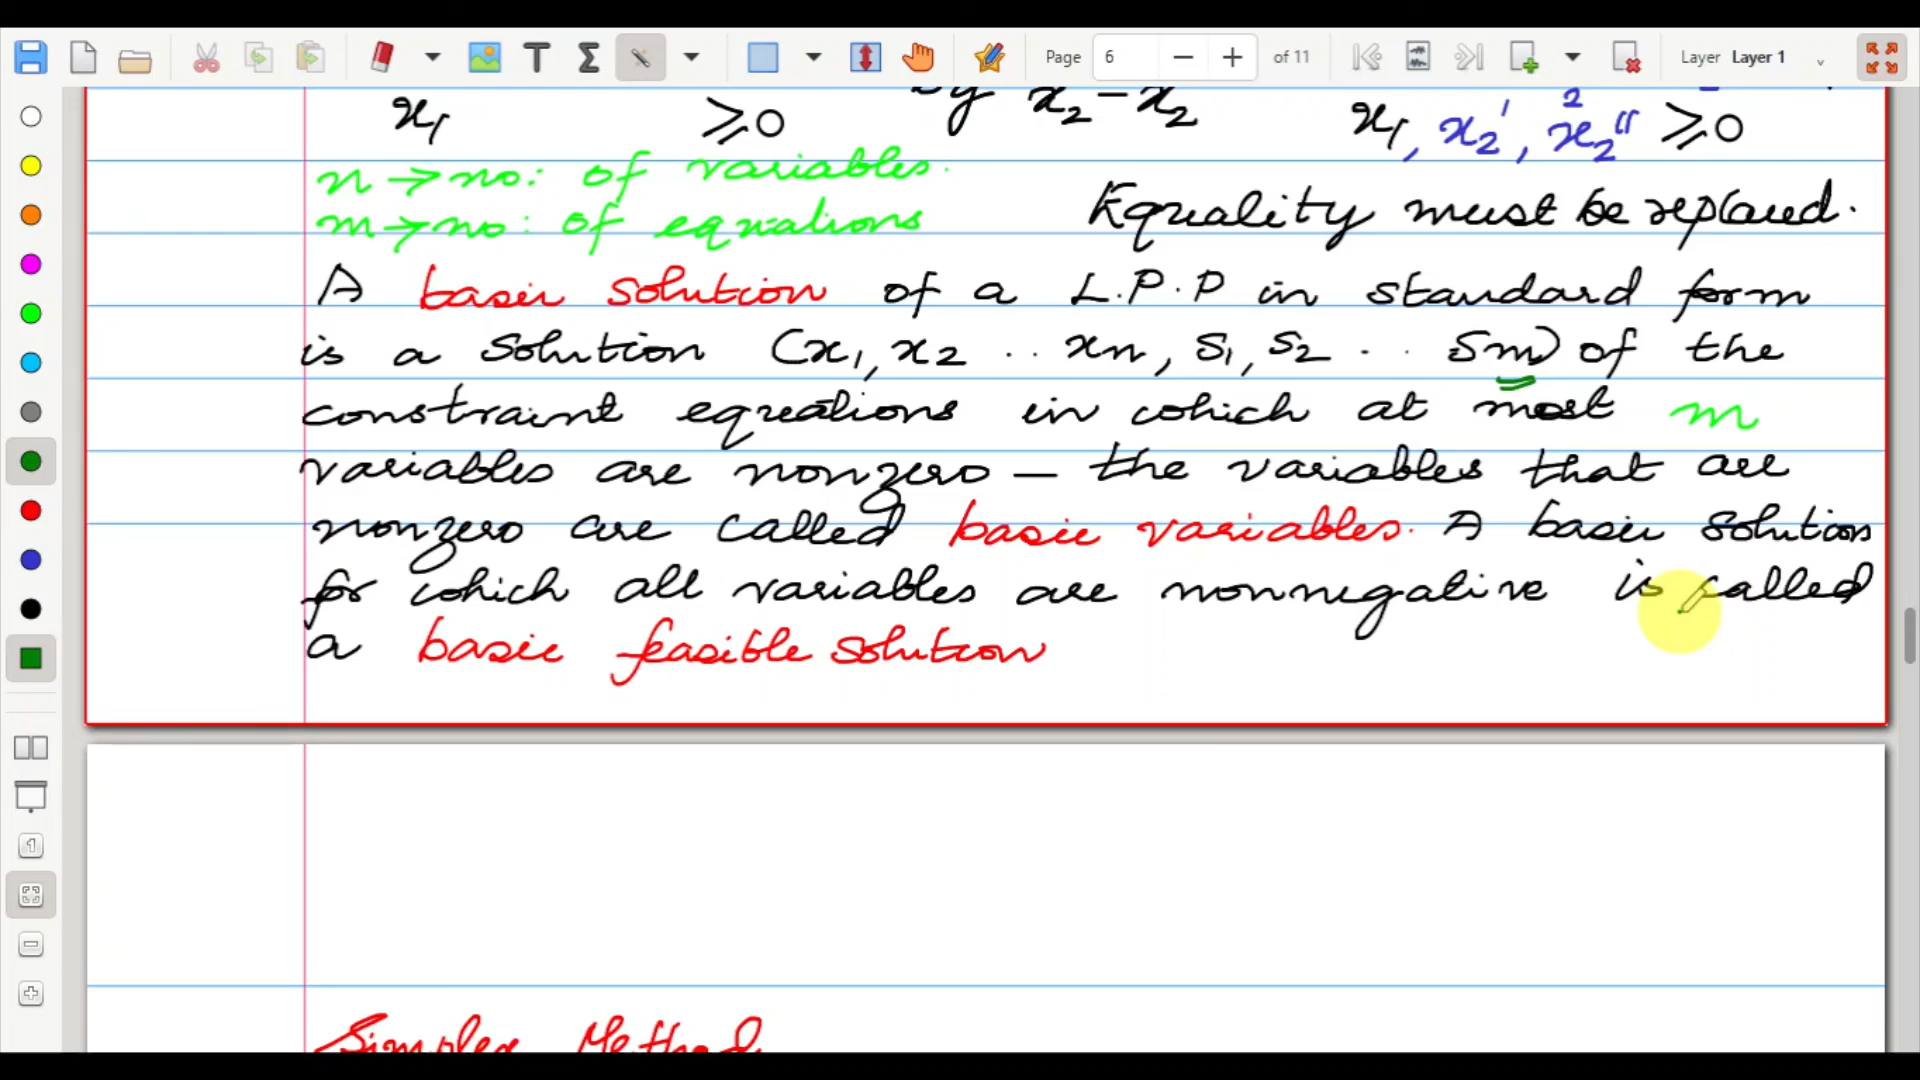 Page 6 of 11 Layer Layer 1
x1 ≥0 by x2 - x2 x1, x2', x2'' ≥0
n → no: of variables.
m → no: of equations
Equality must be replaced.
A basic solution of a L.P.P in standard form
is a solution (x1, x2 .. xn, s1, s2 .. sm) of the
constraint equations in which at most m
variables are nonzero — the variables that are
nonzero are called basic variables. A basic solution
for which all variables are nonnegative is called
a basic feasible solution
Simplex Method